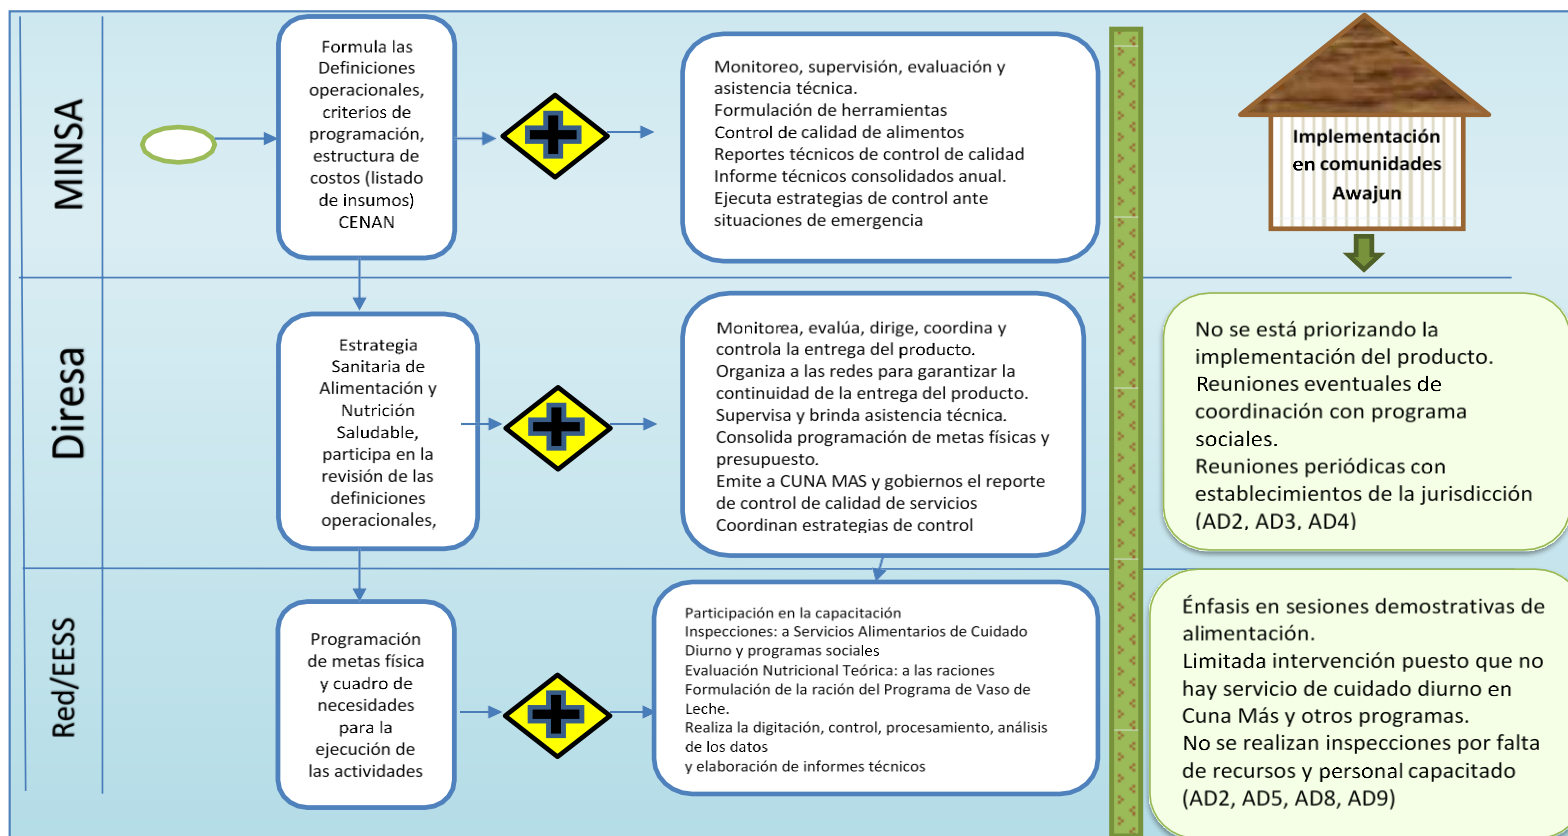 MINSA
Formula las
Definiciones
operacionales,
criterios de
programación,
estructura de
costos (listado
de insumos)
CENAN
Monitoreo, supervisión, evaluación y
asistencia técnica.
Formulación de herramientas
Control de calidad de alimentos
Reportes técnicos de control de calidad
Informe técnicos consolidados anual.
Ejecuta estrategias de control ante
situaciones de emergencia
Implementación
en comunidades
Awajun
Diresa
Estrategia
Sanitaria de
Alimentación y
Nutrición
Saludable,
participa en la
revisión de las
definiciones
operacionales,
Monitorea, evalúa, dirige, coordina y
controla la entrega del producto.
Organiza a las redes para garantizar la
continuidad de la entrega del producto.
Supervisa y brinda asistencia técnica.
Consolida programación de metas físicas y
presupuesto.
Emite a CUNA MAS y gobiernos el reporte
de control de calidad de servicios
Coordinan estrategias de control
No se está priorizando la
implementación del producto.
Reuniones eventuales de
coordinación con programa
sociales.
Reuniones periódicas con
establecimientos de la jurisdicción
(AD2, AD3, AD4)
Red/EESS
Programación
de metas física
y cuadro de
necesidades
para la
ejecución de
las actividades
Participación en la capacitación
Inspecciones: a Servicios Alimentarios de Cuidado
Diurno y programas sociales
Evaluación Nutricional Teórica: a las raciones
Formulación de la ración del Programa de Vaso de
Leche.
Realiza la digitación, control, procesamiento, análisis
de los datos
y elaboración de informes técnicos
Énfasis en sesiones demostrativas de
alimentación.
Limitada intervención puesto que no
hay servicio de cuidado diurno en
Cuna Más y otros programas.
No se realizan inspecciones por falta
de recursos y personal capacitado
(AD2, AD5, AD8, AD9)